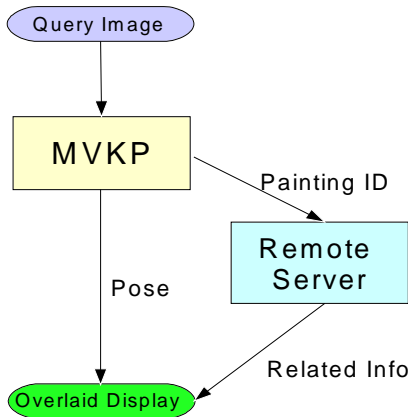 Query Image
MVKP
Painting ID
Remote
Server
Pose
Related Info
Overlaid Display